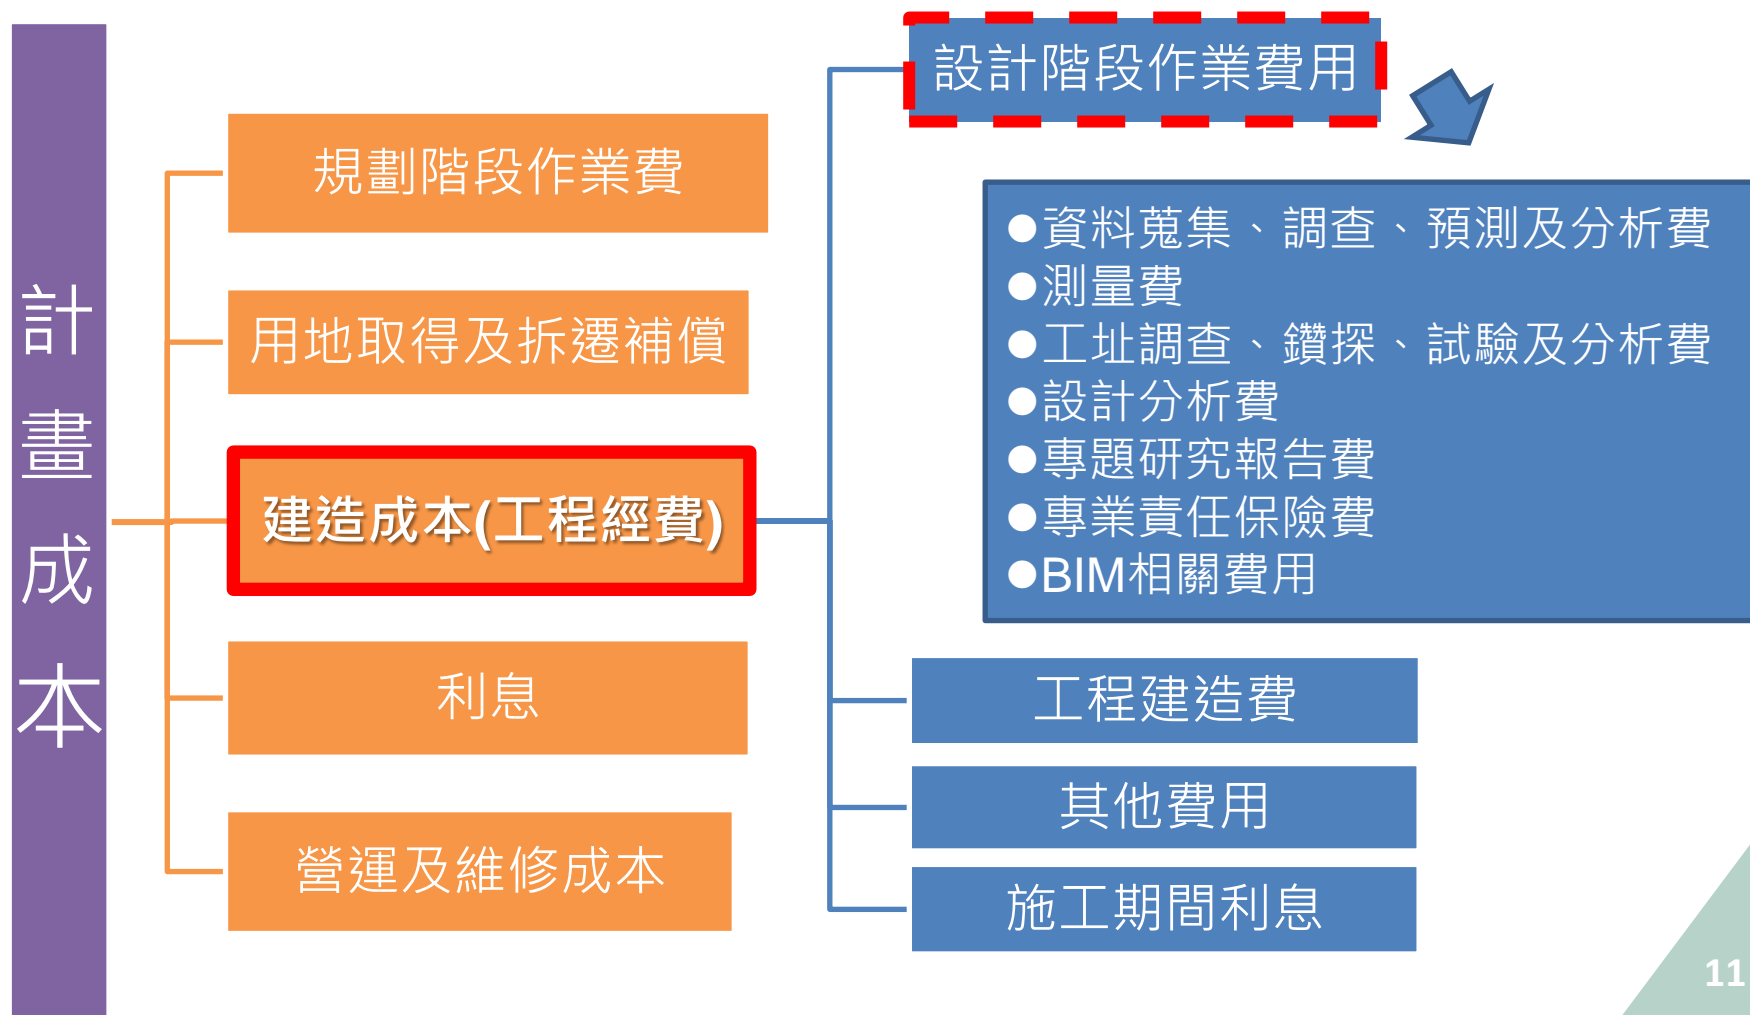 計畫成本
規劃階段作業費
用地取得及拆遷補償
建造成本(工程經費)
利息
營運及維修成本
設計階段作業費用
●資料蒐集、調查、預測及分析費
●測量費
●工址調查、鑽探、試驗及分析費
●設計分析費
●專題研究報告費
●專業責任保險費
●BIM相關費用
工程建造費
其他費用
施工期間利息
11